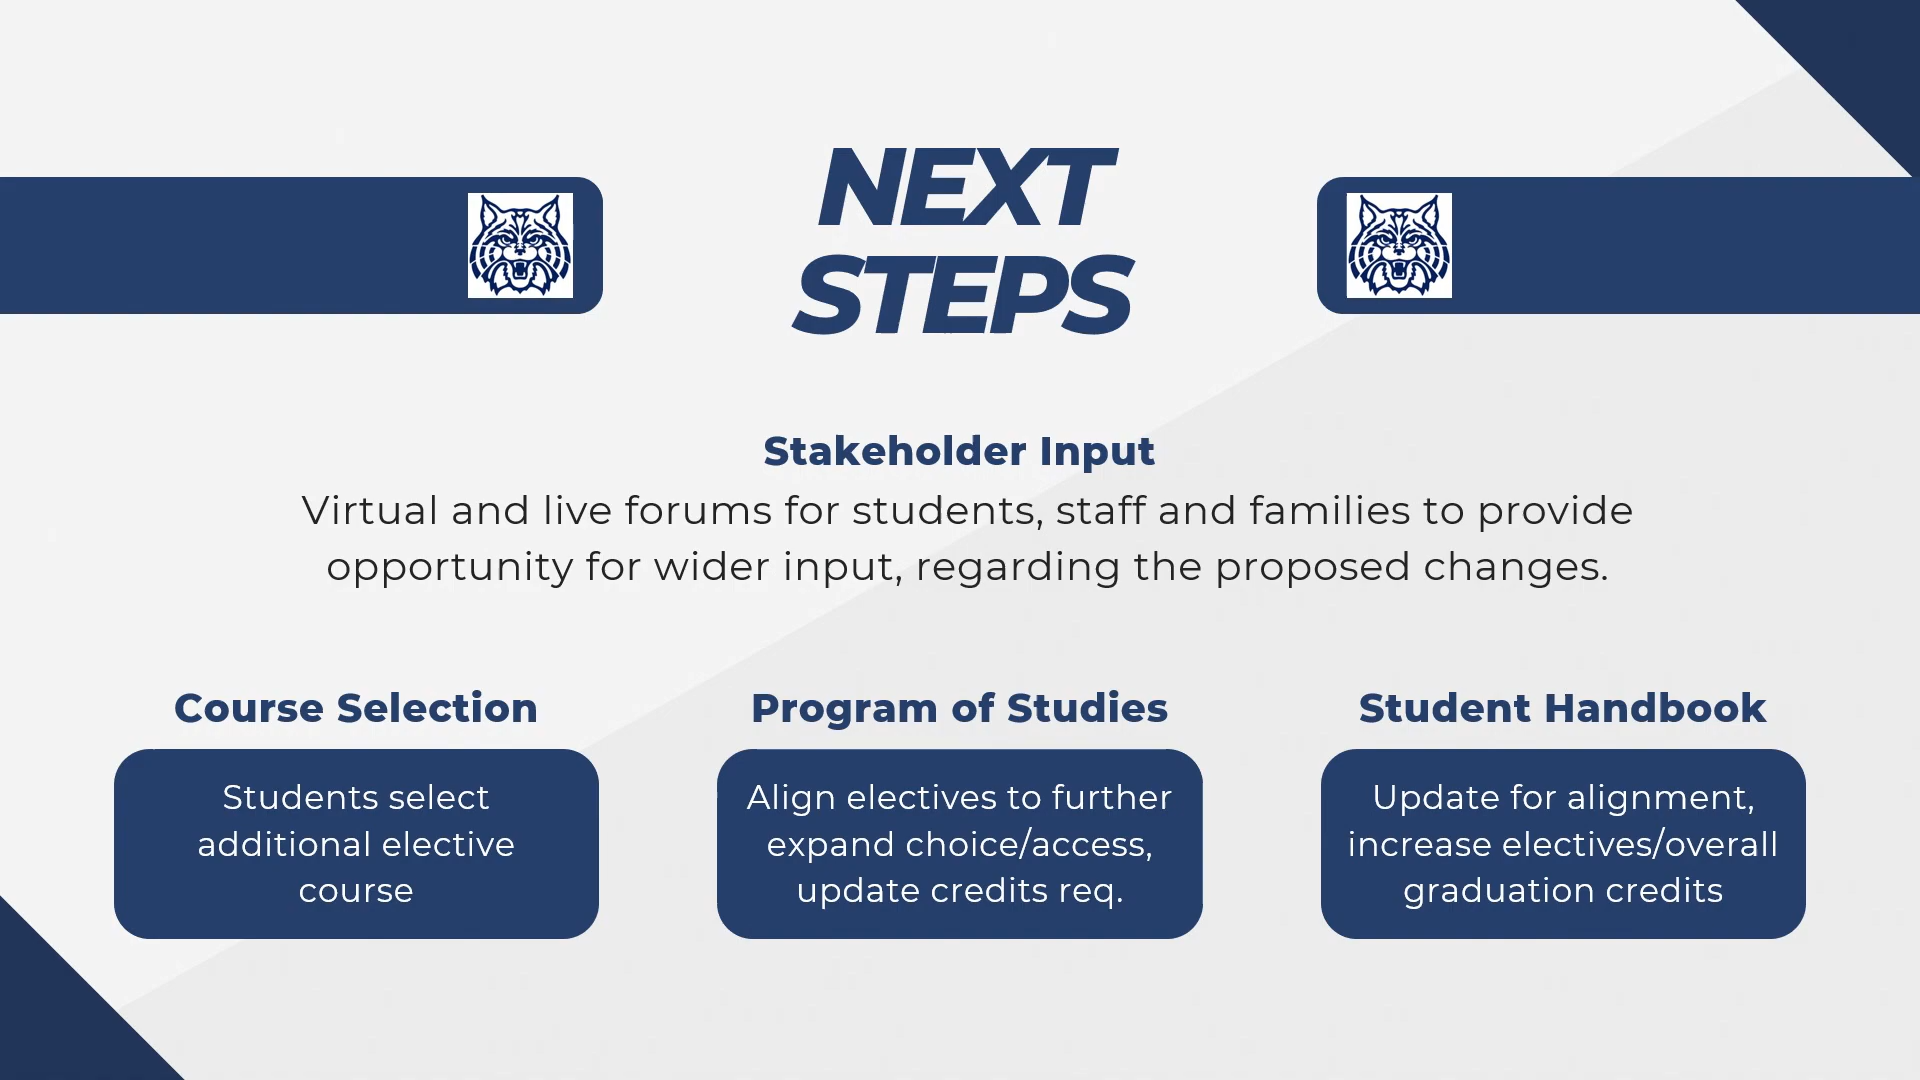 NEXT
STEPS
Stakeholder Input
Virtual and live forums for students, staff and families to provide
opportunity for wider input, regarding the proposed changes.
Course Selection
Students select
additional elective
course
Program of Studies
Align electives to further
expand choice/access,
update credits req.
Student Handbook
Update for alignment,
increase electives/overall
graduation credits